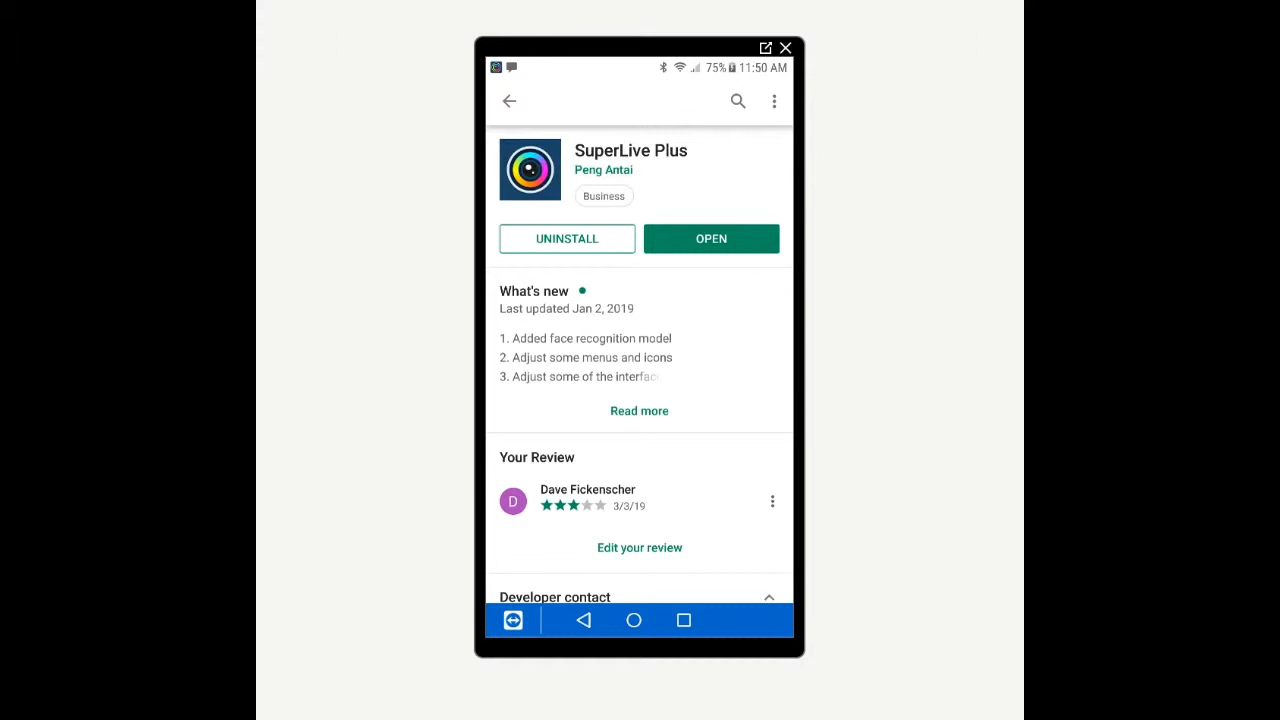 75% 11:50 AM
SuperLive Plus
Peng Antai
Business
UNINSTALL
OPEN
What's new
Last updated Jan 2, 2019
1. Added face recognition model
2. Adjust some menus and icons
3. Adjust some of the interfac
Read more
Your Review
D
Dave Fickenscher
3/3/19
Edit your review
Developer contact